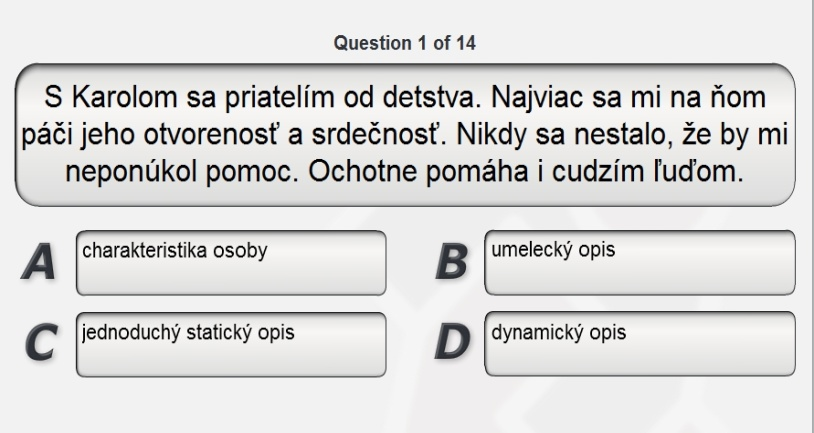 Question 1 of 14
S Karolom sa priatelím od detstva. Najviac sa mi na ňom
páči jeho otvorenosť a srdečnosť. Nikdy sa nestalo, že by mi
neponúkol pomoc. Ochotne pomáha i cudzím ľuďom.
A charakteristika osoby
B umelecký opis
C jednoduchý statický opis
D dynamický opis